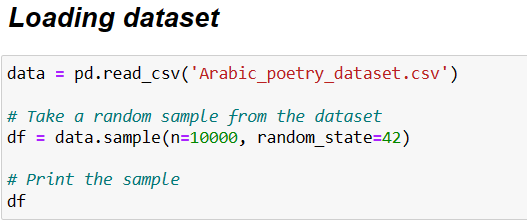 Loading dataset
data = pd.read_csv('Arabic_poetry_dataset.csv')
# Take a random sample from the dataset
df = data.sample(n=10000, random_state=42)
# Print the sample
df